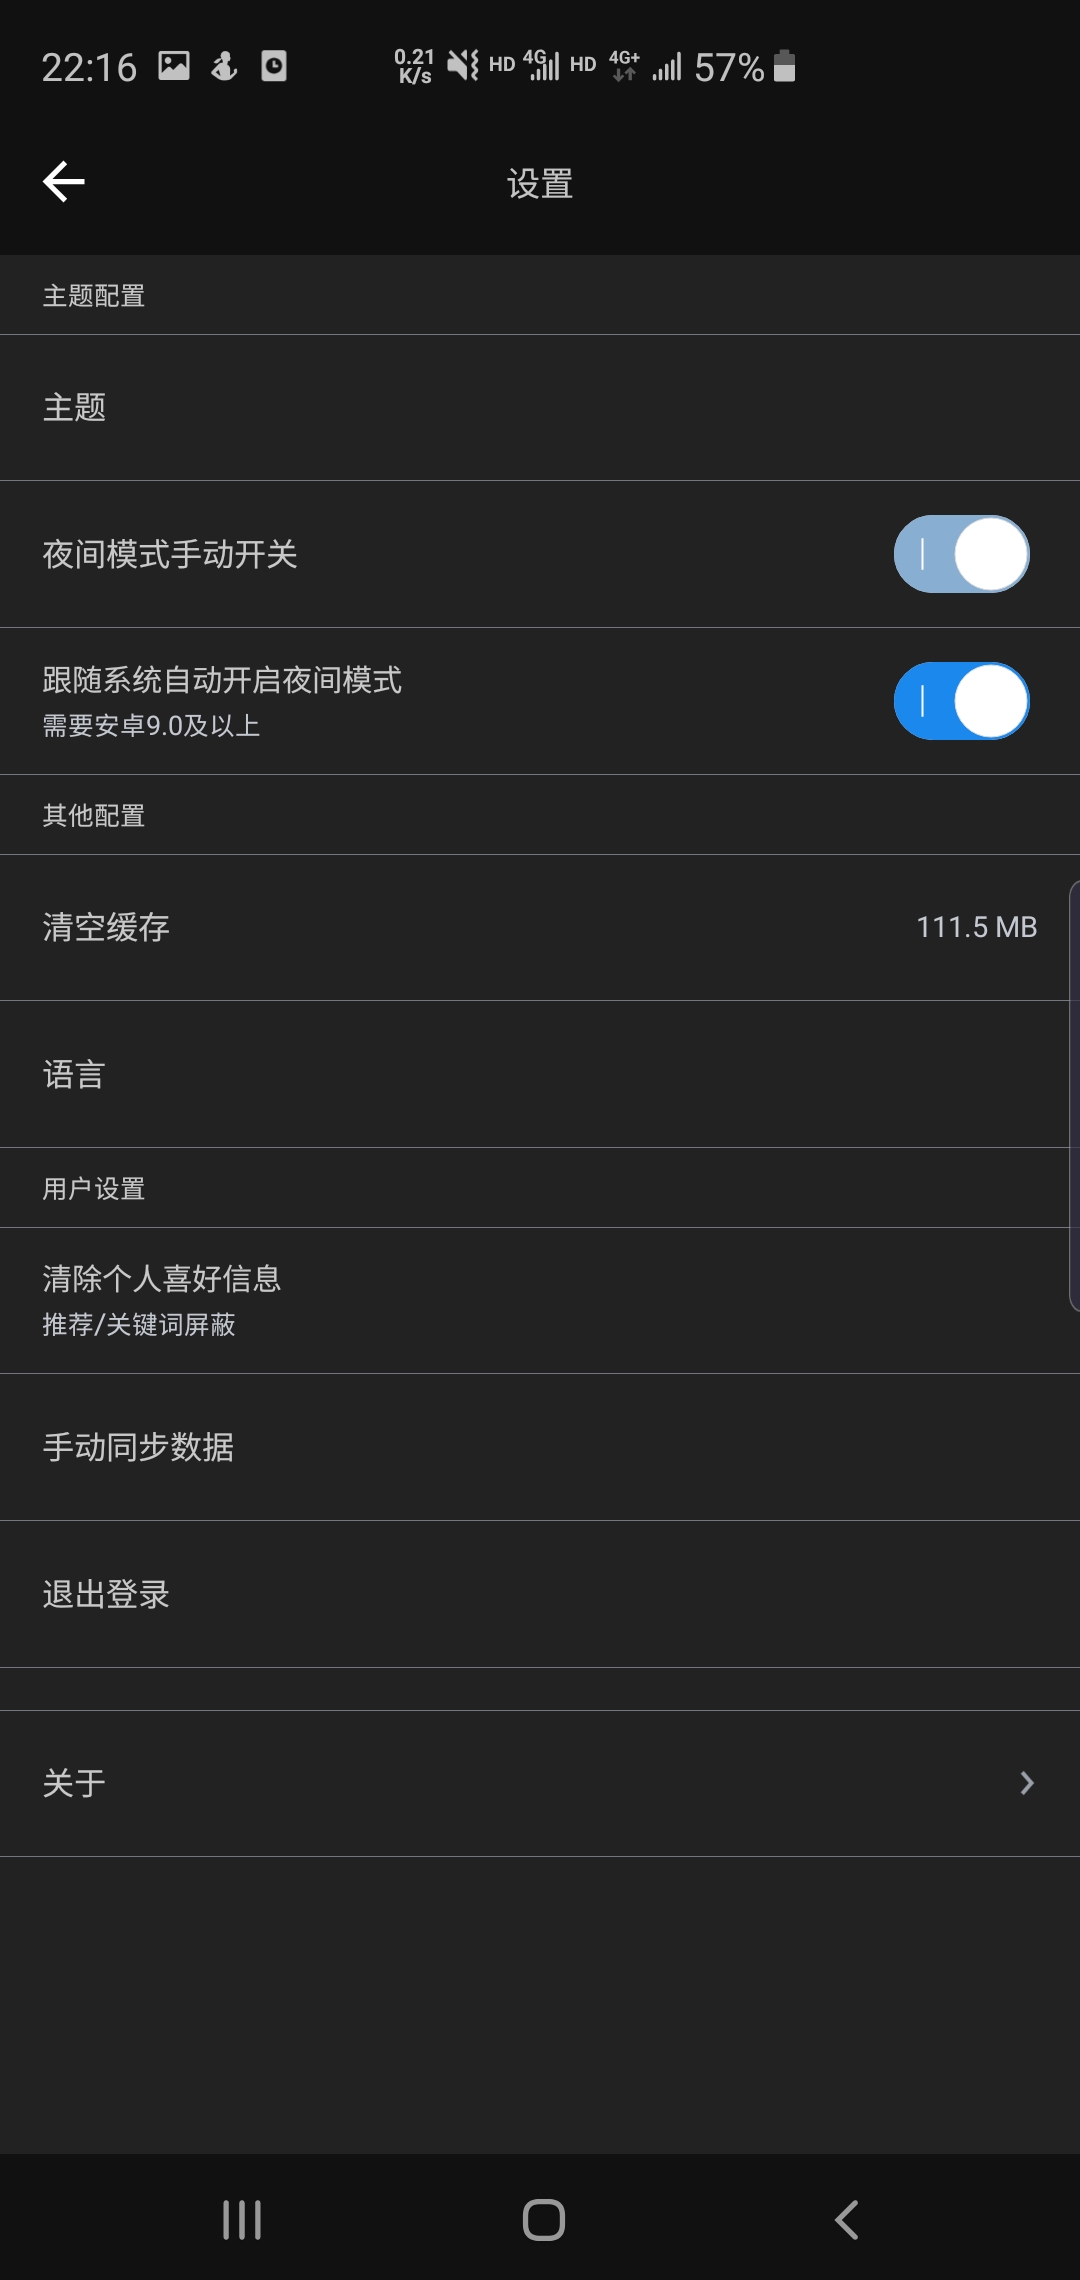 22:16 0.21 K/s HD 4G HD 4G+ 57%
设置
主题配置
主题
夜间模式手动开关
跟随系统自动开启夜间模式
需要安卓9.0及以上
其他配置
清空缓存 111.5 MB
语言
用户设置
清除个人喜好信息
推荐/关键词屏蔽
手动同步数据
退出登录
关于